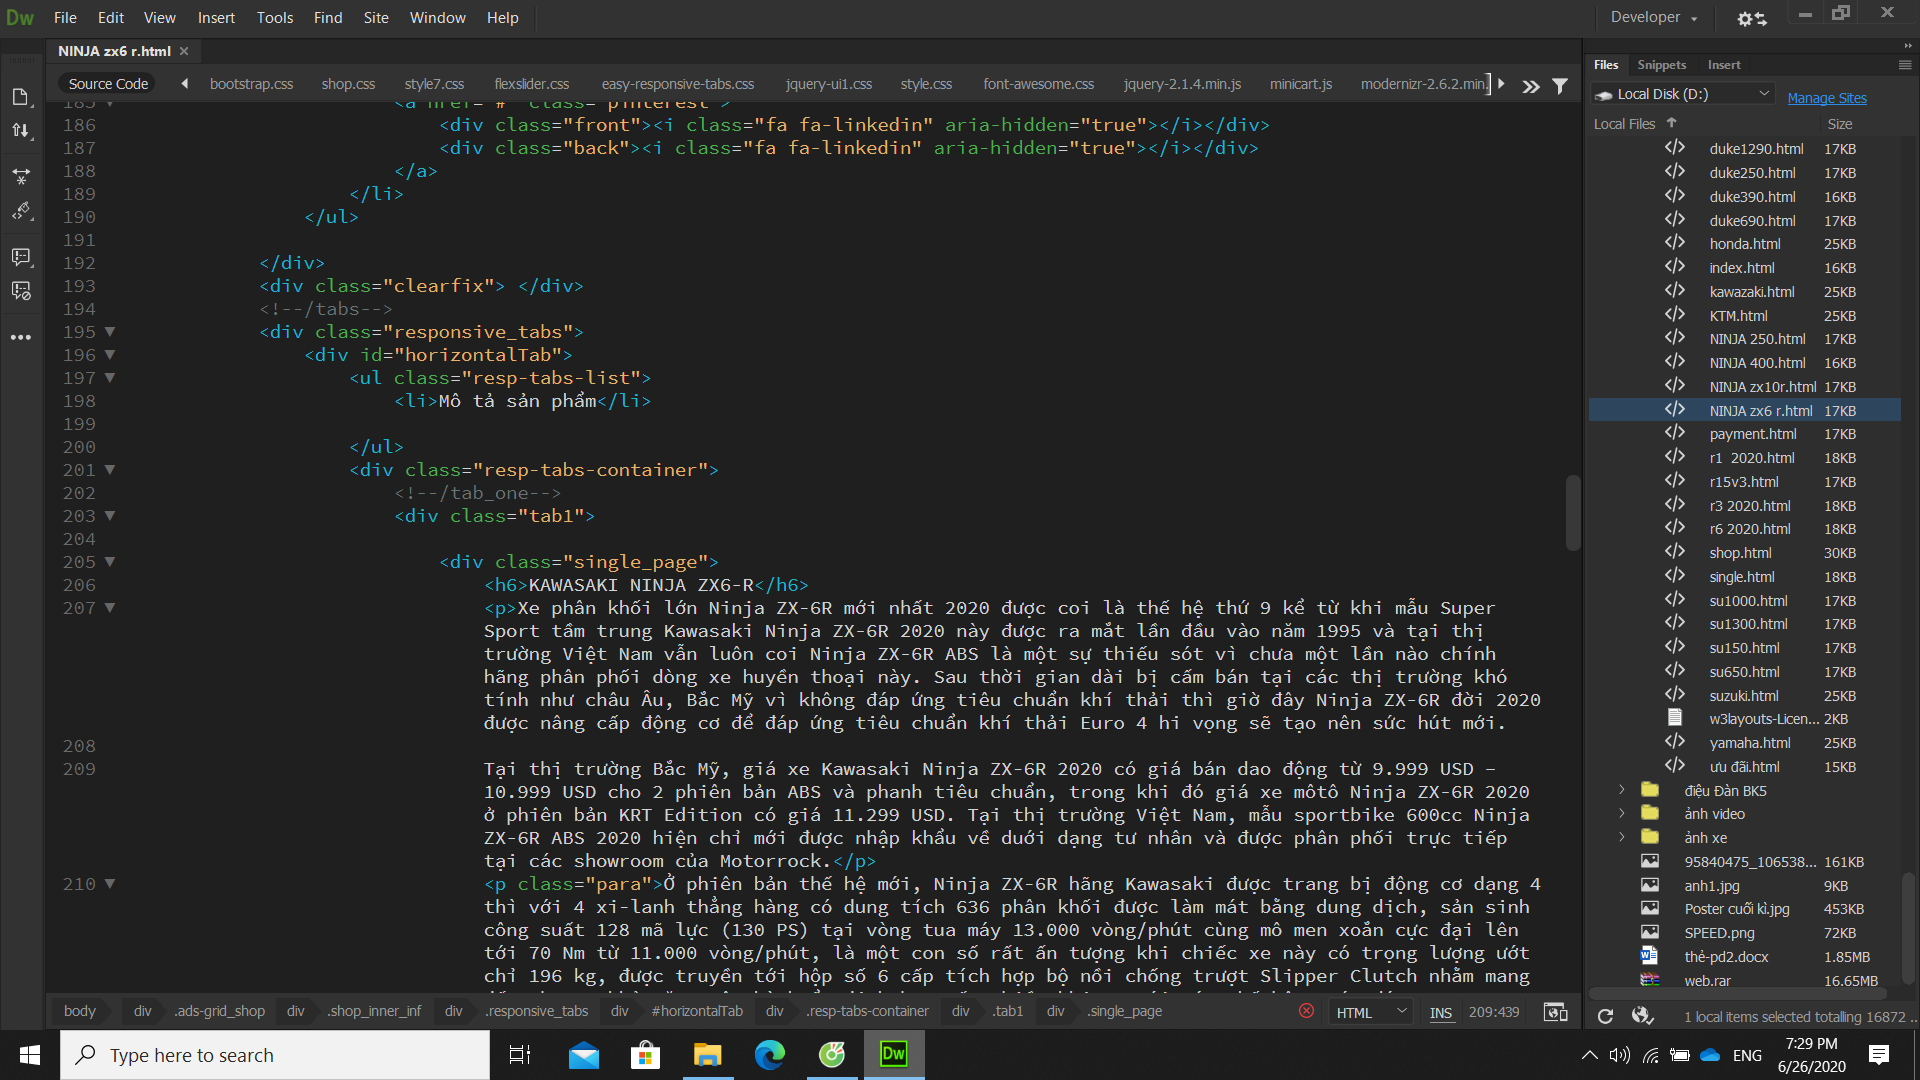 Dw File Edit View Insert Tools Find Site Window Help Developer
NINJA zx6 r.html
Source Code bootstrap.css shop.css style7.css flexslider.css easy-responsive-tabs.css jquery-ui1.css style.css font-awesome.css jquery-2.1.4.min.js minicart.js modernizr-2.6.2.min.
185 <a href="#" class="pinterest">
186 <div class="front"><i class="fa fa-linkedin" aria-hidden="true"></i></div>
187 <div class="back"><i class="fa fa-linkedin" aria-hidden="true"></i></div>
188 </a>
189 </li>
190 </ul>
191
192 </div>
193 <div class="clearfix"> </div>
194 <!--/tabs-->
195 <div class="responsive_tabs">
196 <div id="horizontalTab">
197 <ul class="resp-tabs-list">
198 <li>Mô tả sản phẩm</li>
199
200 </ul>
201 <div class="resp-tabs-container">
202 <!--/tab_one-->
203 <div class="tab1">
204
205 <div class="single_page">
206 <h6>KAWASAKI NINJA ZX6-R</h6>
207 <p>Xe phân khối lớn Ninja ZX-6R mới nhất 2020 được coi là thế hệ thứ 9 kể từ khi mẫu Super
Sport tầm trung Kawasaki Ninja ZX-6R 2020 này được ra mắt lần đầu vào năm 1995 và tại thị
trường Việt Nam vẫn luôn coi Ninja ZX-6R ABS là một sự thiếu sót vì chưa một lần nào chính
hãng phân phối dòng xe huyền thoại này. Sau thời gian dài bị cấm bán tại các thị trường khó
tính như châu Âu, Bắc Mỹ vì không đáp ứng tiêu chuẩn khí thải thì giờ đây Ninja ZX-6R đời 2020
được nâng cấp động cơ để đáp ứng tiêu chuẩn khí thải Euro 4 hi vọng sẽ tạo nên sức hút mới.
208
209 Tại thị trường Bắc Mỹ, giá xe Kawasaki Ninja ZX-6R 2020 có giá bán dao động từ 9.999 USD –
10.999 USD cho 2 phiên bản ABS và phanh tiêu chuẩn, trong khi đó giá xe môtô Ninja ZX-6R 2020
ở phiên bản KRT Edition có giá 11.299 USD. Tại thị trường Việt Nam, mẫu sportbike 600cc Ninja
ZX-6R ABS 2020 hiện chỉ mới được nhập khẩu về dưới dạng tư nhân và được phân phối trực tiếp
tại các showroom của Motorrock.</p>
210 <p class="para">Ở phiên bản thế hệ mới, Ninja ZX-6R hãng Kawasaki được trang bị động cơ dạng 4
thì với 4 xi-lanh thẳng hàng có dung tích 636 phân khối được làm mát bằng dung dịch, sản sinh
công suất 128 mã lực (130 PS) tại vòng tua máy 13.000 vòng/phút cùng mô men xoắn cực đại lên
tới 70 Nm từ 11.000 vòng/phút, là một con số rất ấn tượng khi chiếc xe này có trọng lượng ướt
chỉ 196 kg, được truyền tới hộp số 6 cấp tích hợp bộ nồi chống trượt Slipper Clutch nhằm mang
body div .ads-grid_shop div .shop_inner_inf div .responsive_tabs div #horizontalTab div .resp-tabs-container div .tab1 div .single_page HTML INS 209:439
Files Snippets Insert
Local Disk (D:) Manage Sites
Local Files Size
duke1290.html 17KB
duke250.html 17KB
duke390.html 16KB
duke690.html 17KB
honda.html 25KB
index.html 16KB
kawazaki.html 25KB
KTM.html 25KB
NINJA 250.html 17KB
NINJA 400.html 16KB
NINJA zx10r.html 17KB
NINJA zx6 r.html 17KB
payment.html 17KB
r1 2020.html 18KB
r15v3.html 17KB
r3 2020.html 18KB
r6 2020.html 18KB
shop.html 30KB
single.html 18KB
su1000.html 17KB
su1300.html 17KB
su150.html 17KB
su650.html 17KB
suzuki.html 25KB
w3layouts-Licen... 2KB
yamaha.html 25KB
ưu đãi.html 15KB
điệu Đàn BK5
ảnh video
ảnh xe
95840475_106538... 161KB
anh1.jpg 9KB
Poster cuối kì.jpg 453KB
SPEED.png 72KB
thẻ-pd2.docx 1.85MB
web.rar 16.65MB
1 local items selected totalling 16872 ..
Type here to search
Dw
ENG
7:29 PM
6/26/2020